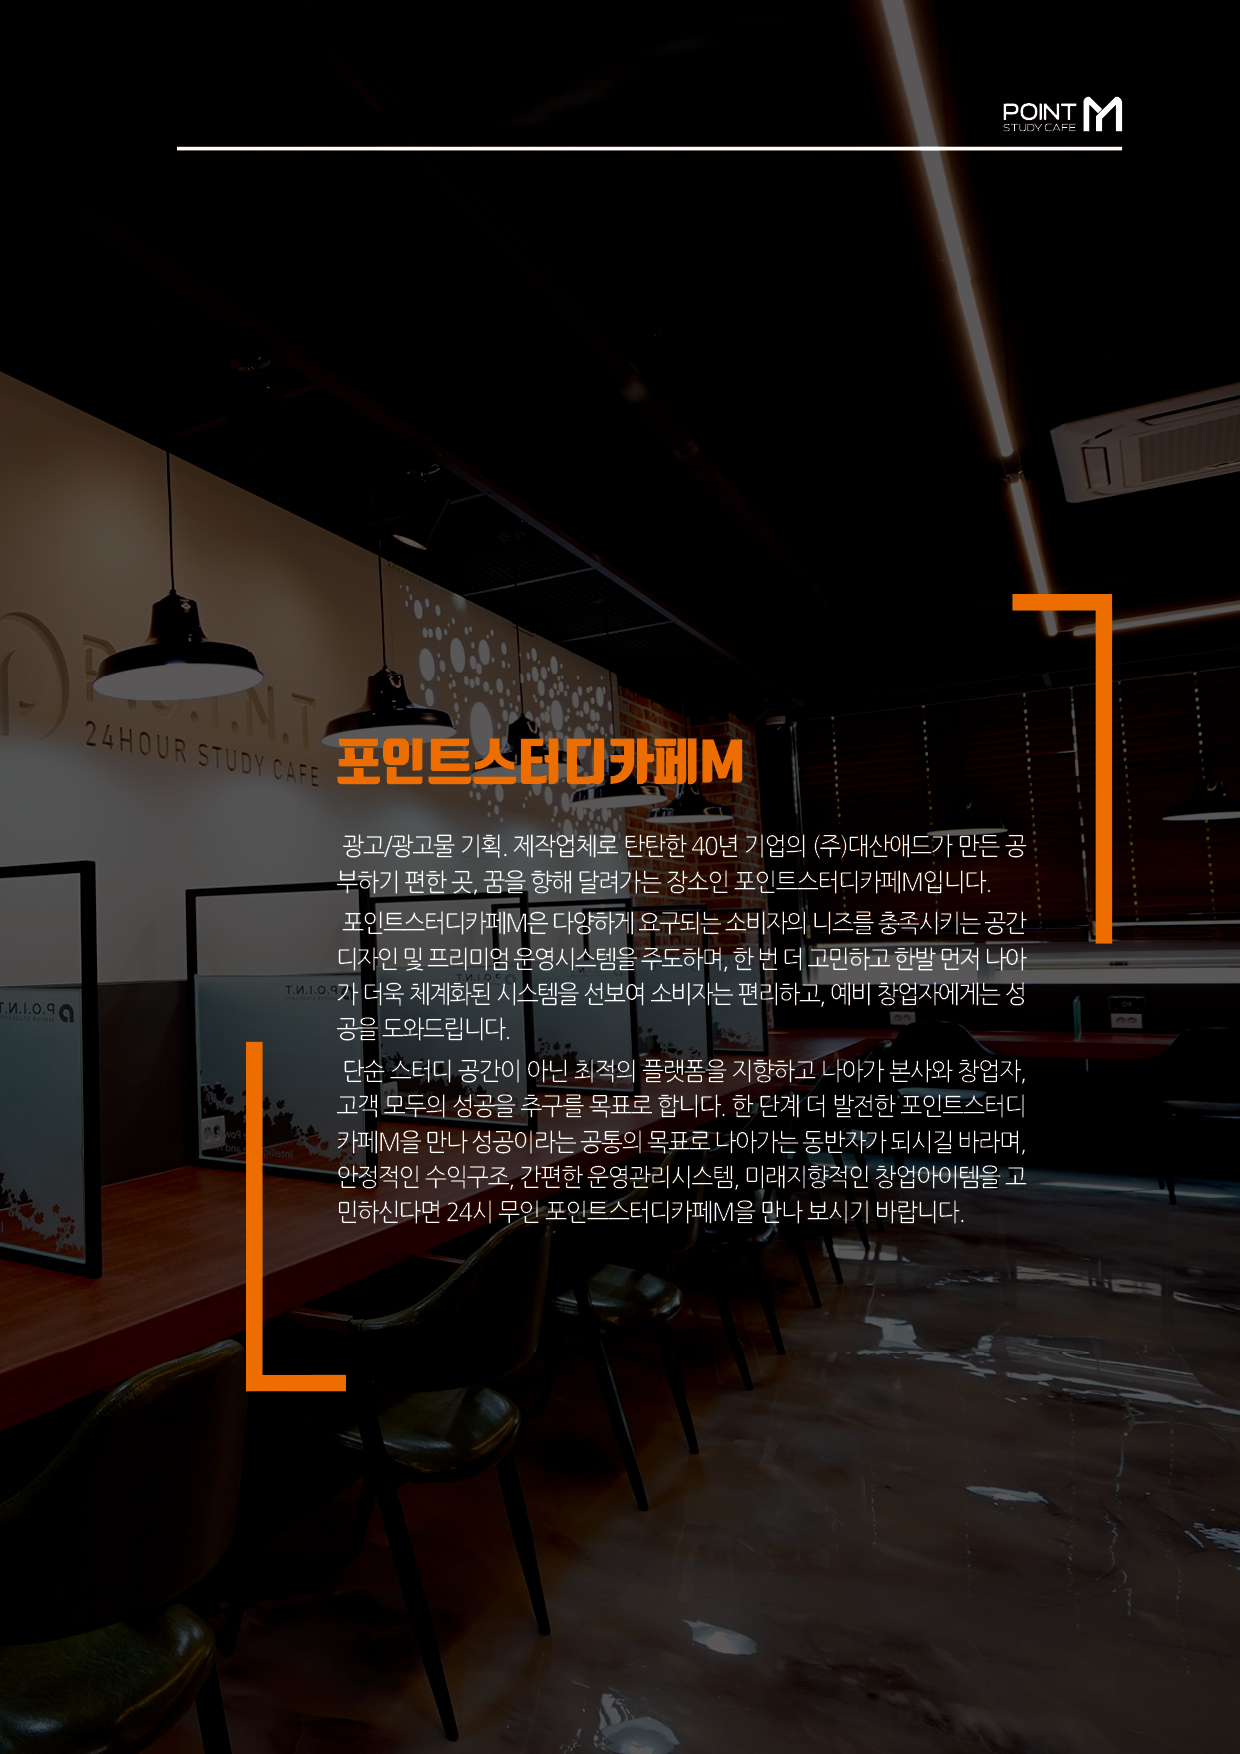 POINT M
STUDY CAFE
P.O.I.N.T
24HOUR STUDY CAFE
포인트스터디카페M
광고/광고물 기획. 제작업체로 탄탄한 40년 기업의 (주)대산애드가 만든 공
부하기 편한 곳, 꿈을 향해 달려가는 장소인 포인트스터디카페M입니다.
포인트스터디카페M은 다양하게 요구되는 소비자의 니즈를 충족시키는 공간
디자인 및 프리미엄 운영시스템을 주도하며, 한 번 더 고민하고 한발 먼저 나아
가 더욱 체계화된 시스템을 선보여 소비자는 편리하고, 예비 창업자에게는 성
공을 도와드립니다.
단순 스터디 공간이 아닌 최적의 플랫폼을 지향하고 나아가 본사와 창업자,
고객 모두의 성공을 추구를 목표로 합니다. 한 단계 더 발전한 포인트스터디
카페M을 만나 성공이라는 공통의 목표로 나아가는 동반자가 되시길 바라며,
안정적인 수익구조, 간편한 운영관리시스템, 미래지향적인 창업아이템을 고
민하신다면 24시 무인 포인트스터디카페M을 만나 보시기 바랍니다.
P.O.I.N.T
P.O.I.N.T